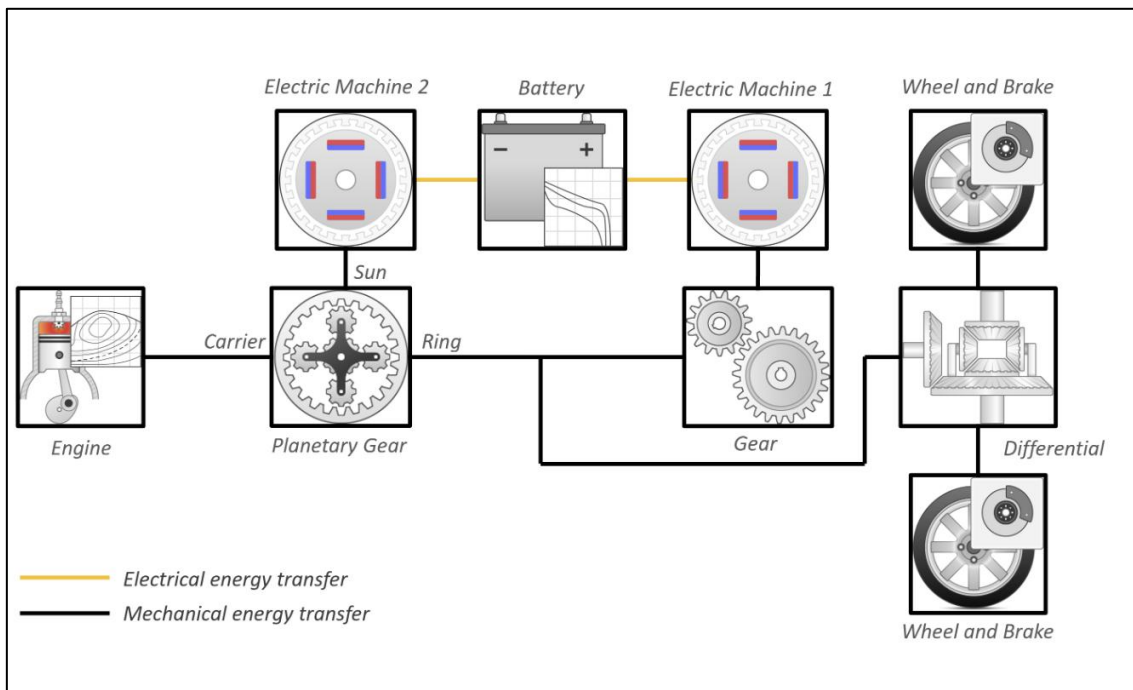 Electric Machine 2
Battery
Electric Machine 1
Wheel and Brake
− +
Sun
Carrier
Ring
Engine
Planetary Gear
Gear
Differential
Electrical energy transfer
Mechanical energy transfer
Wheel and Brake